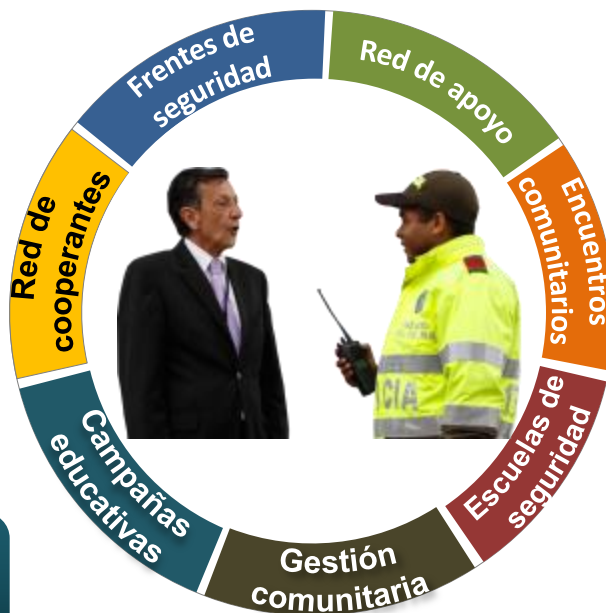 Frentes de
seguridad
Red de apoyo
Encuentros
comunitarios
Escuelas de
seguridad
Gestión
comunitaria
Campañas
educativas
Red de
cooperantes
CIA